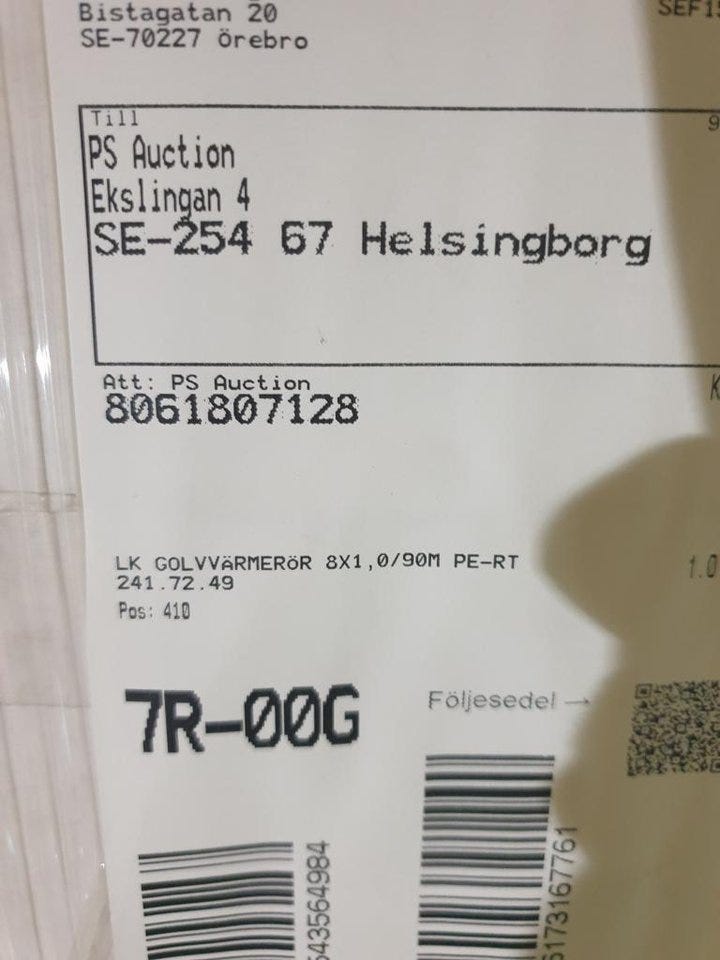 Bistagatan 20
SE-70227 Örebro
Till
PS Auction
Ekslingan 4
SE-254 67 Helsingborg
Att: PS Auction
8061807128
LK GOLVVÄRMERÖR 8X1,0/90M PE-RT
241.72.49
Pos: 410
7R-00G
Följesedel →